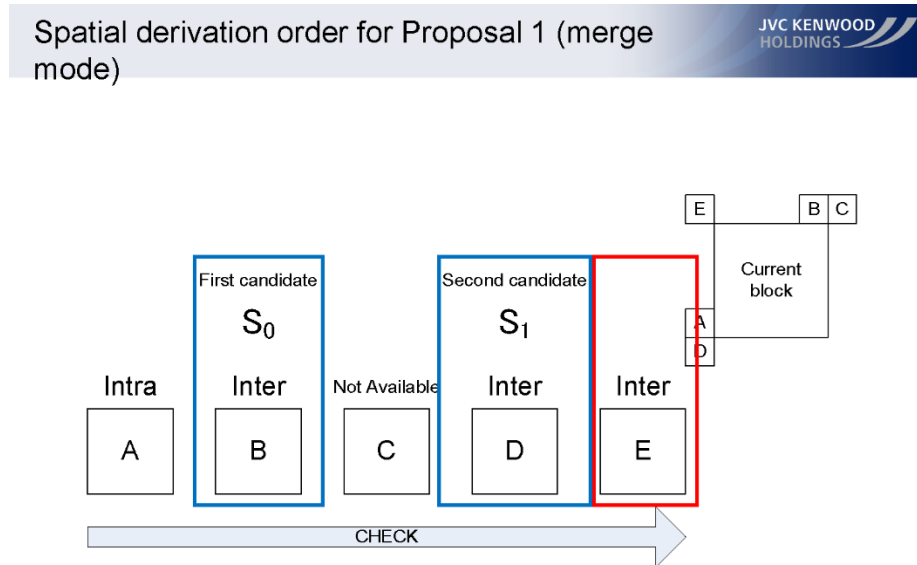 Spatial derivation order for Proposal 1 (merge
mode)
JVC KENWOOD
HOLDINGS
E
B
C
Current
block
A
D
First candidate
Second candidate
S0
S1
Intra
Inter
Not Available
Inter
Inter
A
B
C
D
E
CHECK